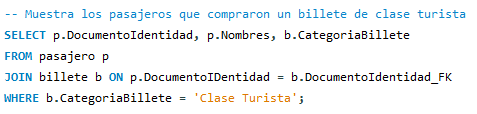 -- Muestra los pasajeros que compraron un billete de clase turista
SELECT p.DocumentoIdentidad, p.Nombres, b.CategoriaBillete
FROM pasajero p
JOIN billete b ON p.DocumentoIDentidad = b.DocumentoIdentidad_FK
WHERE b.CategoriaBillete = 'Clase Turista';